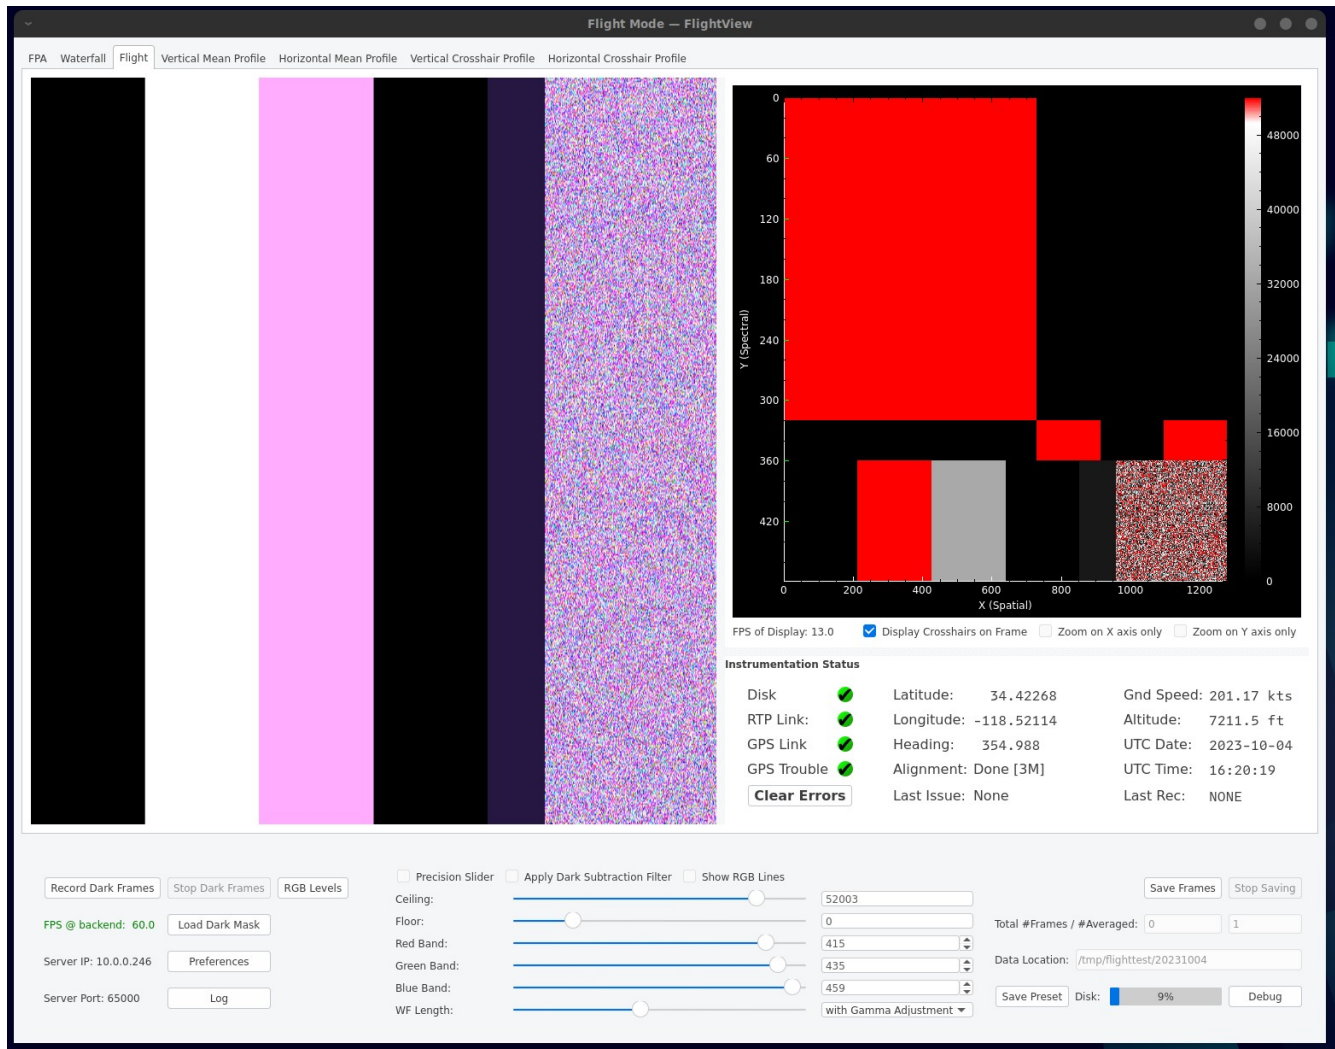 Flight Mode — FlightView
FPA Waterfall Flight Vertical Mean Profile Horizontal Mean Profile Vertical Crosshair Profile Horizontal Crosshair Profile
0
60
120
180
240
300
360
420
Y (Spectral)
0 200 400 600 800 1000 1200
X (Spatial)
48000
40000
32000
24000
16000
8000
0
FPS of Display: 13.0 Display Crosshairs on Frame Zoom on X axis only Zoom on Y axis only
Instrumentation Status
Disk Latitude: 34.42268 Gnd Speed: 201.17 kts
RTP Link: Longitude: -118.52114 Altitude: 7211.5 ft
GPS Link Heading: 354.988 UTC Date: 2023-10-04
GPS Trouble Alignment: Done [3M] UTC Time: 16:20:19
Clear Errors Last Issue: None Last Rec: NONE
Record Dark Frames Stop Dark Frames RGB Levels
FPS @ backend: 60.0 Load Dark Mask
Server IP: 10.0.0.246 Preferences
Server Port: 65000 Log
Precision Slider Apply Dark Subtraction Filter Show RGB Lines
Ceiling: 52003
Floor: 0
Red Band: 415
Green Band: 435
Blue Band: 459
WF Length: with Gamma Adjustment
Save Frames Stop Saving
Total #Frames / #Averaged: 0 1
Data Location: /tmp/flighttest/20231004
Save Preset Disk: 9% Debug